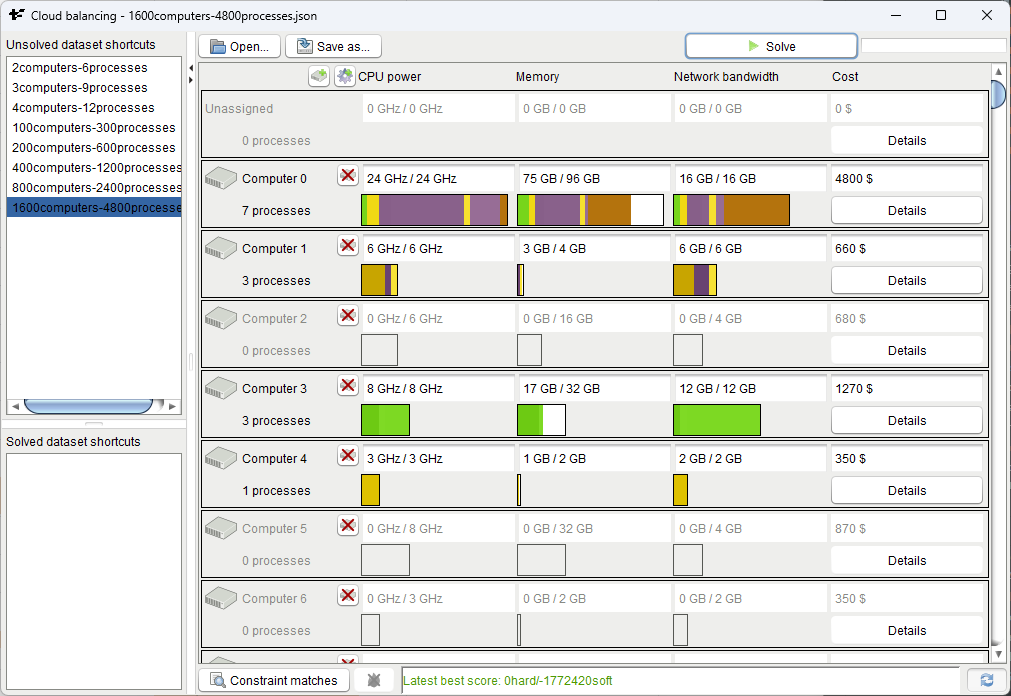 Cloud balancing - 1600computers-4800processes.json
Unsolved dataset shortcuts
2computers-6processes
3computers-9processes
4computers-12processes
100computers-300processes
200computers-600processes
400computers-1200processes
800computers-2400processes
1600computers-4800processe
Solved dataset shortcuts
Open... Save as... Solve
CPU power Memory Network bandwidth Cost
Unassigned 0 GHz / 0 GHz 0 GB / 0 GB 0 GB / 0 GB 0 $
0 processes Details
Computer 0 24 GHz / 24 GHz 75 GB / 96 GB 16 GB / 16 GB 4800 $
7 processes Details
Computer 1 6 GHz / 6 GHz 3 GB / 4 GB 6 GB / 6 GB 660 $
3 processes Details
Computer 2 0 GHz / 6 GHz 0 GB / 16 GB 0 GB / 4 GB 680 $
0 processes Details
Computer 3 8 GHz / 8 GHz 17 GB / 32 GB 12 GB / 12 GB 1270 $
3 processes Details
Computer 4 3 GHz / 3 GHz 1 GB / 2 GB 2 GB / 2 GB 350 $
1 processes Details
Computer 5 0 GHz / 8 GHz 0 GB / 32 GB 0 GB / 4 GB 870 $
0 processes Details
Computer 6 0 GHz / 3 GHz 0 GB / 2 GB 0 GB / 2 GB 350 $
0 processes Details
Constraint matches Latest best score: 0hard/-1772420soft